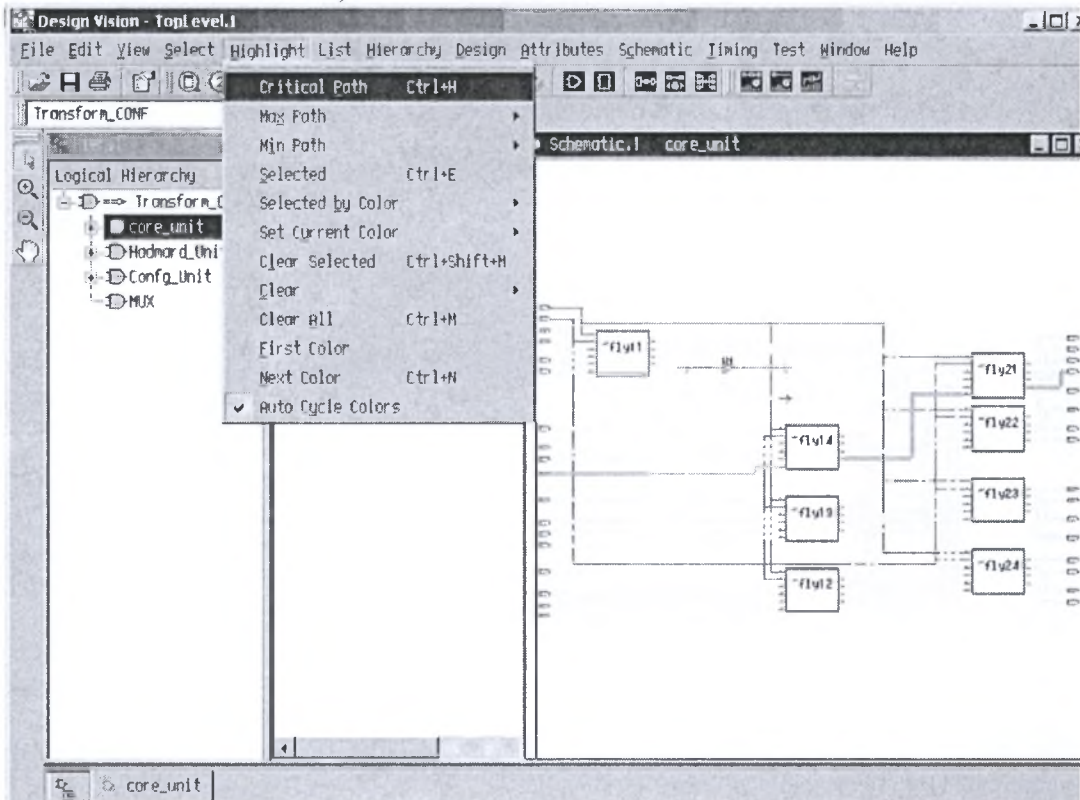 Design Vision - TopLevel.1
File Edit View Select Highlight List Hierarchy Design Attributes Schematic Timing Test Window Help
Transform_CONF
Critical Path Ctrl+H
Max Path
Min Path
Selected Ctrl+E
Selected by Color
Set Current Color
Clear Selected Ctrl+Shift+M
Clear
Clear All Ctrl+M
First Color
Next Color Ctrl+N
Auto Cycle Colors
Logical Hierarchy
Transform_C
core_unit
Hadmard_Uni
Confg_Unit
MUX
Schematic.1 core_unit
~fly11
~fly21
~fly22
~fly14
~fly23
~fly13
~fly24
~fly12
core_unit